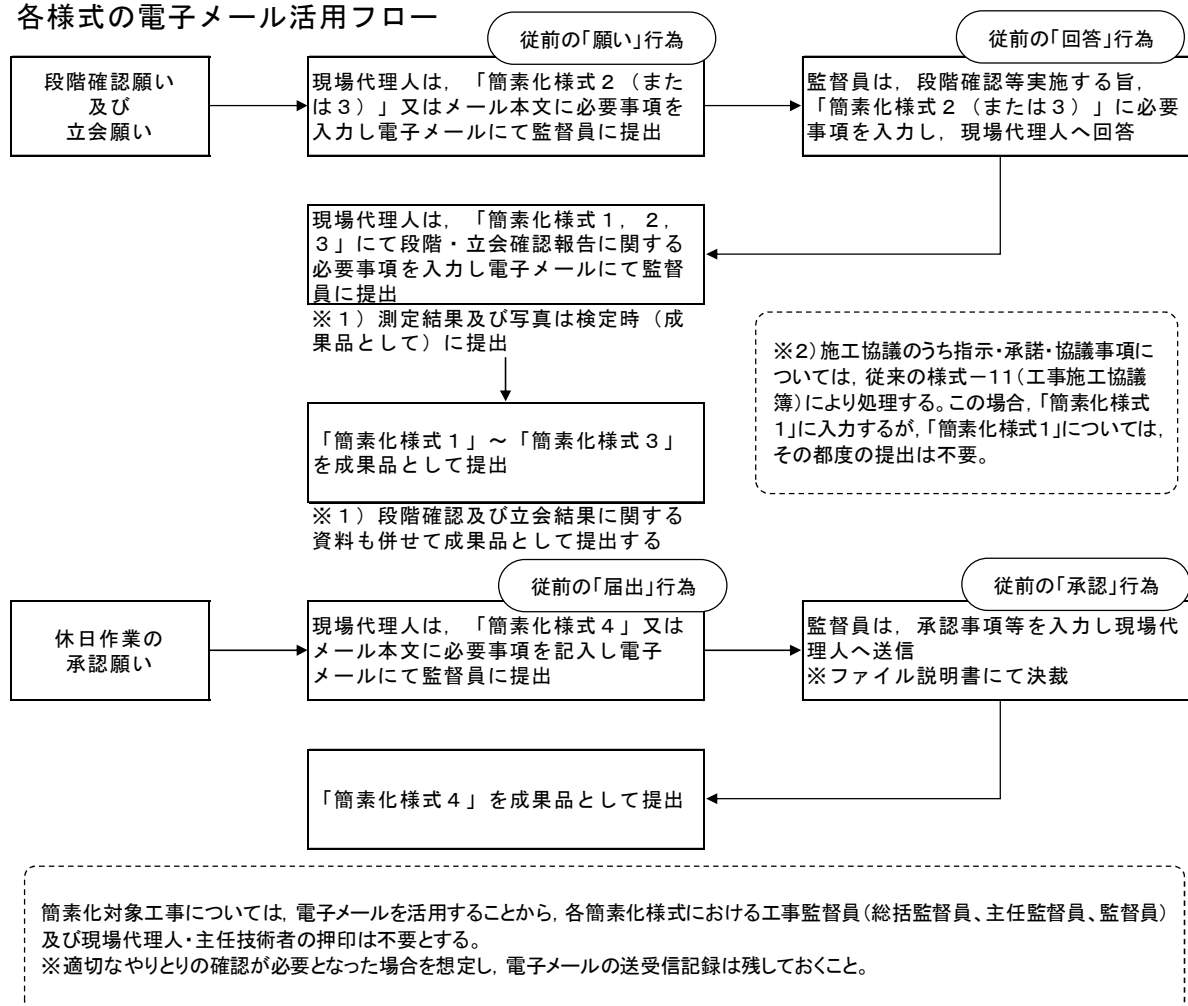 各様式の電子メール活用フロー
従前の「願い」行為
従前の「回答」行為
段階確認願い
及び
立会願い
現場代理人は,「簡素化様式2(また
は3)」又はメール本文に必要事項を
入力し電子メールにて監督員に提出
監督員は,段階確認等実施する旨,
「簡素化様式2(または3)」に必要
事項を入力し,現場代理人へ回答
現場代理人は,「簡素化様式1,2,
3」にて段階・立会確認報告に関する
必要事項を入力し電子メールにて監督
員に提出
※1)測定結果及び写真は検定時(成
果品として)に提出
※2)施工協議のうち指示・承諾・協議事項に
ついては,従来の様式-11(工事施工協議
簿)により処理する。この場合,「簡素化様式
1」に入力するが,「簡素化様式1」については,
その都度の提出は不要。
「簡素化様式1」~「簡素化様式3」
を成果品として提出
※1)段階確認及び立会結果に関する
資料も併せて成果品として提出する
従前の「届出」行為
従前の「承認」行為
休日作業の
承認願い
現場代理人は,「簡素化様式4」又は
メール本文に必要事項を記入し電子
メールにて監督員に提出
監督員は,承認事項等を入力し現場代
理人へ送信
※ファイル説明書にて決裁
「簡素化様式4」を成果品として提出
簡素化対象工事については,電子メールを活用することから,各簡素化様式における工事監督員(総括監督員、主任監督員、監督員)
及び現場代理人・主任技術者の押印は不要とする。
※適切なやりとりの確認が必要となった場合を想定し,電子メールの送受信記録は残しておくこと。